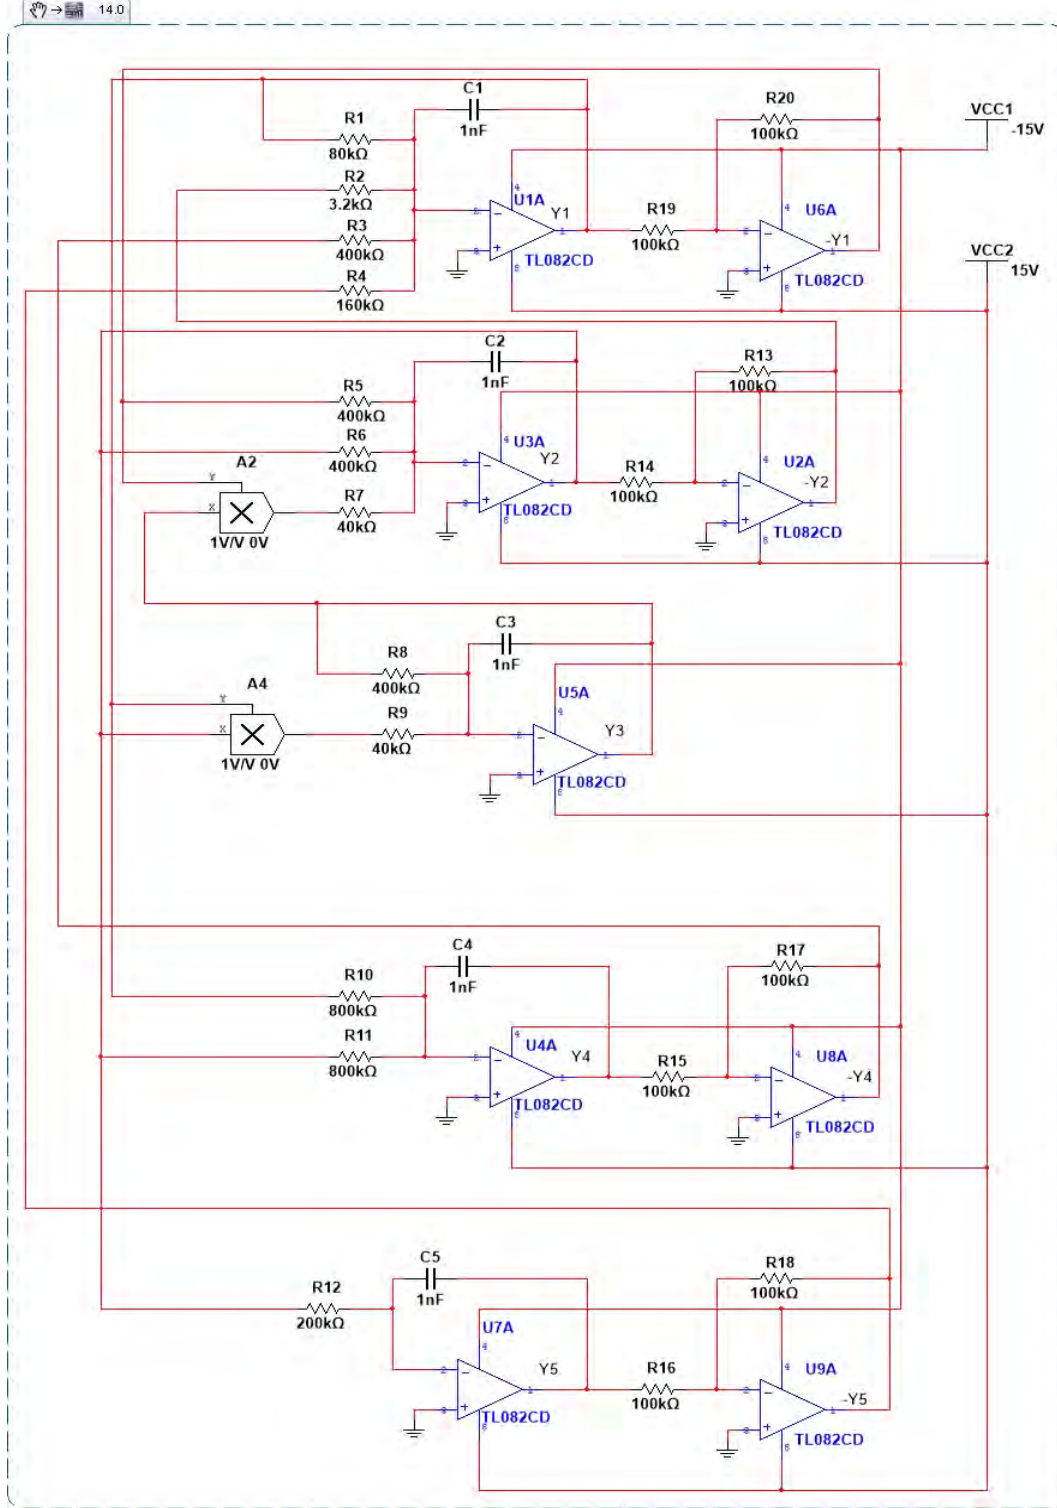 14.0
C1
1nF
R1
80kΩ
R2
3.2kΩ
R3
400kΩ
R4
160kΩ
U1A
Y1
TL082CD
R19
100kΩ
R20
100kΩ
U6A
-Y1
TL082CD
VCC1
-15V
VCC2
15V
C2
1nF
R5
400kΩ
R6
400kΩ
R7
40kΩ
A2
Y
X
1V/V 0V
U3A
Y2
TL082CD
R14
100kΩ
R13
100kΩ
U2A
-Y2
TL082CD
C3
1nF
R8
400kΩ
R9
40kΩ
A4
Y
X
1V/V 0V
U5A
Y3
TL082CD
C4
1nF
R10
800kΩ
R11
800kΩ
U4A
Y4
TL082CD
R15
100kΩ
R17
100kΩ
U8A
-Y4
TL082CD
C5
1nF
R12
200kΩ
U7A
Y5
TL082CD
R16
100kΩ
R18
100kΩ
U9A
-Y5
TL082CD